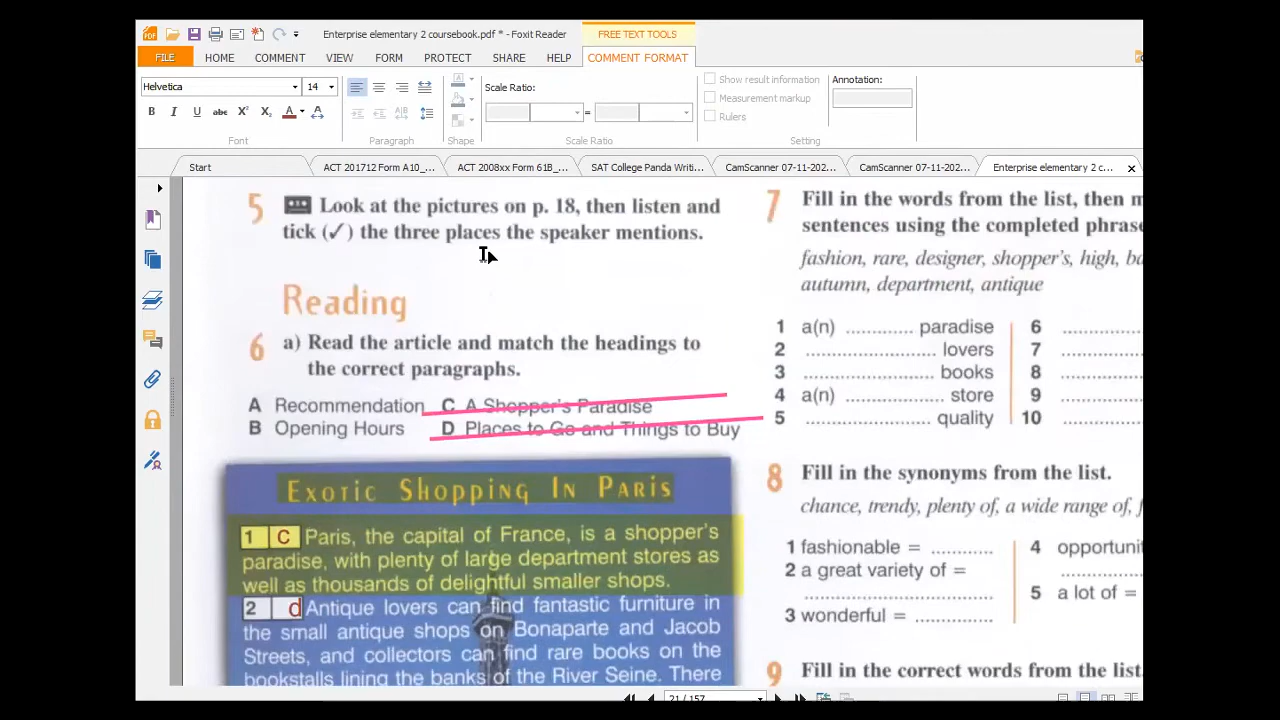 Enterprise elementary 2 coursebook.pdf * - Foxit Reader
FREE TEXT TOOLS
FILE HOME COMMENT VIEW FORM PROTECT SHARE HELP COMMENT FORMAT
Helvetica 14
Scale Ratio:
Show result information
Measurement markup
Rulers
Annotation:
B I U abc X² X₂ A
=
Font Paragraph Shape Scale Ratio Setting
Start ACT 201712 Form A10_... ACT 2008xx Form 61B_... SAT College Panda Writi... CamScanner 07-11-202... CamScanner 07-11-202... Enterprise elementary 2 c...
5 Look at the pictures on p. 18, then listen and
tick (✓) the three places the speaker mentions.
Reading
6 a) Read the article and match the headings to
the correct paragraphs.
A Recommendation C A Shopper's Paradise
B Opening Hours D Places to Go and Things to Buy
Exotic Shopping In Paris
1 C Paris, the capital of France, is a shopper's
paradise, with plenty of large department stores as
well as thousands of delightful smaller shops.
2 d Antique lovers can find fantastic furniture in
the small antique shops on Bonaparte and Jacob
Streets, and collectors can find rare books on the
bookstalls lining the banks of the River Seine. There
7 Fill in the words from the list, then m
sentences using the completed phrase
fashion, rare, designer, shopper's, high, ba
autumn, department, antique
1 a(n) ............ paradise 6 ............
2 ............ lovers 7 ............
3 ............ books 8 ............
4 a(n) ............ store 9 ............
5 ............ quality 10 ............
8 Fill in the synonyms from the list.
chance, trendy, plenty of, a wide range of, f
1 fashionable = ............ 4 opportunit
2 a great variety of = ............
............ 5 a lot of =
3 wonderful = ............
9 Fill in the correct words from the list.
21 / 157